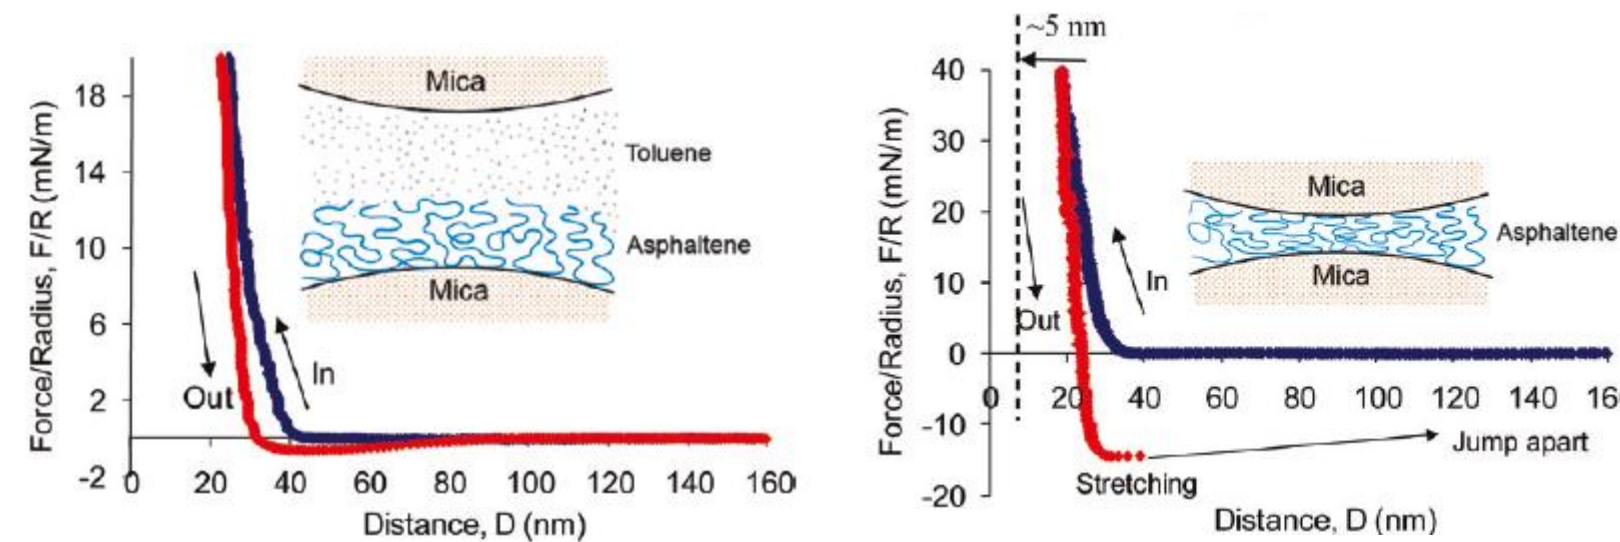 Force/Radius, F/R (mN/m)
18
14
10
6
2
-2
0 20 40 60 80 100 120 140 160
Distance, D (nm)
Mica
Toluene
Asphaltene
Mica
Out
In
~5 nm
Force/Radius, F/R (mN/m)
40
30
20
10
0
-10
-20
0 20 40 60 80 100 120 140 16
Distance, D (nm)
Mica
Asphaltene
Mica
In
Out
Jump apart
Stretching